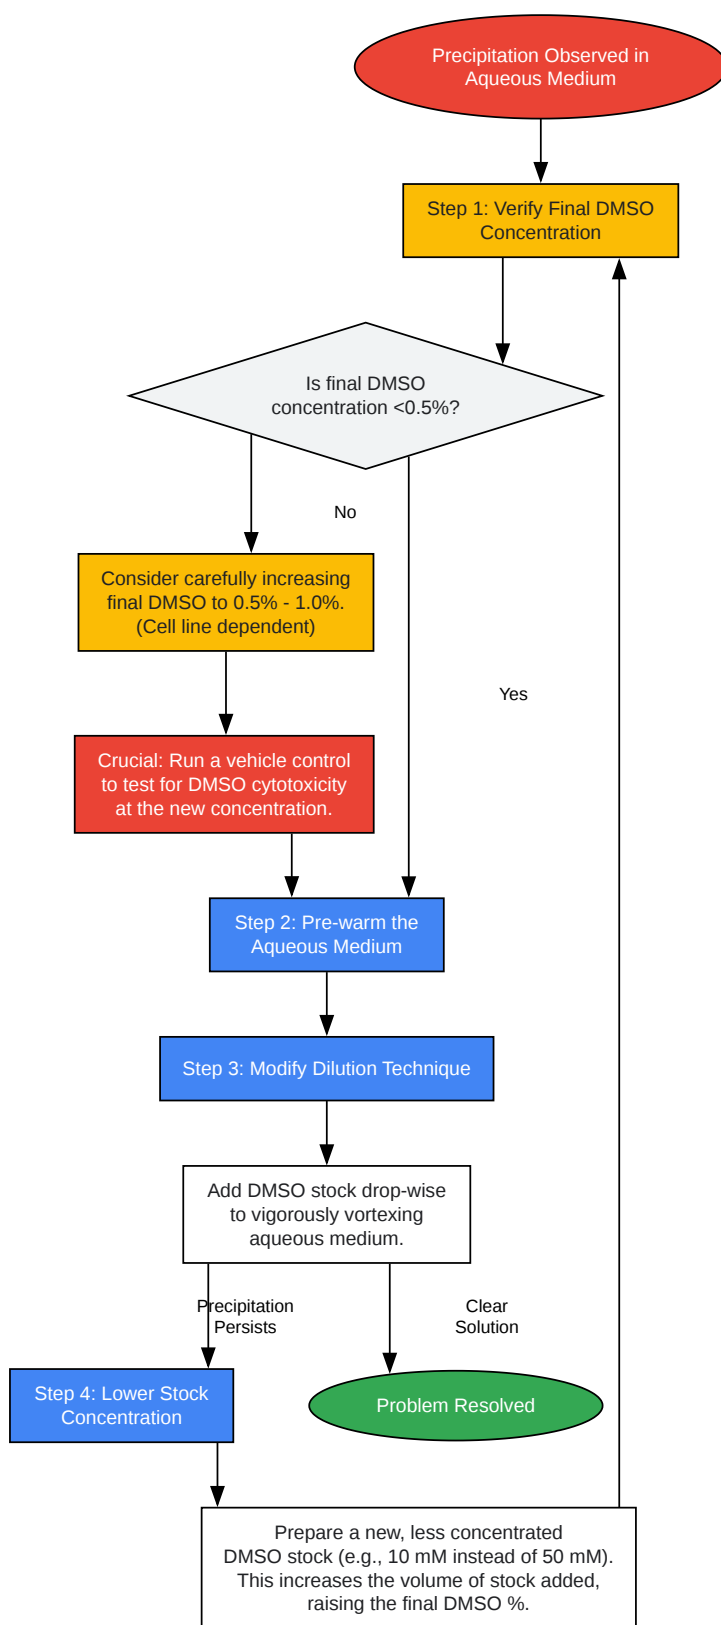 Precipitation Observed in
Aqueous Medium
Step 1: Verify Final DMSO
Concentration
Is final DMSO
concentration <0.5%?
No
Consider carefully increasing
final DMSO to 0.5% - 1.0%.
(Cell line dependent)
Yes
Crucial: Run a vehicle control
to test for DMSO cytotoxicity
at the new concentration.
Step 2: Pre-warm the
Aqueous Medium
Step 3: Modify Dilution Technique
Add DMSO stock drop-wise
to vigorously vortexing
aqueous medium.
Precipitation
Persists
Clear
Solution
Step 4: Lower Stock
Concentration
Problem Resolved
Prepare a new, less concentrated
DMSO stock (e.g., 10 mM instead of 50 mM).
This increases the volume of stock added,
raising the final DMSO %.